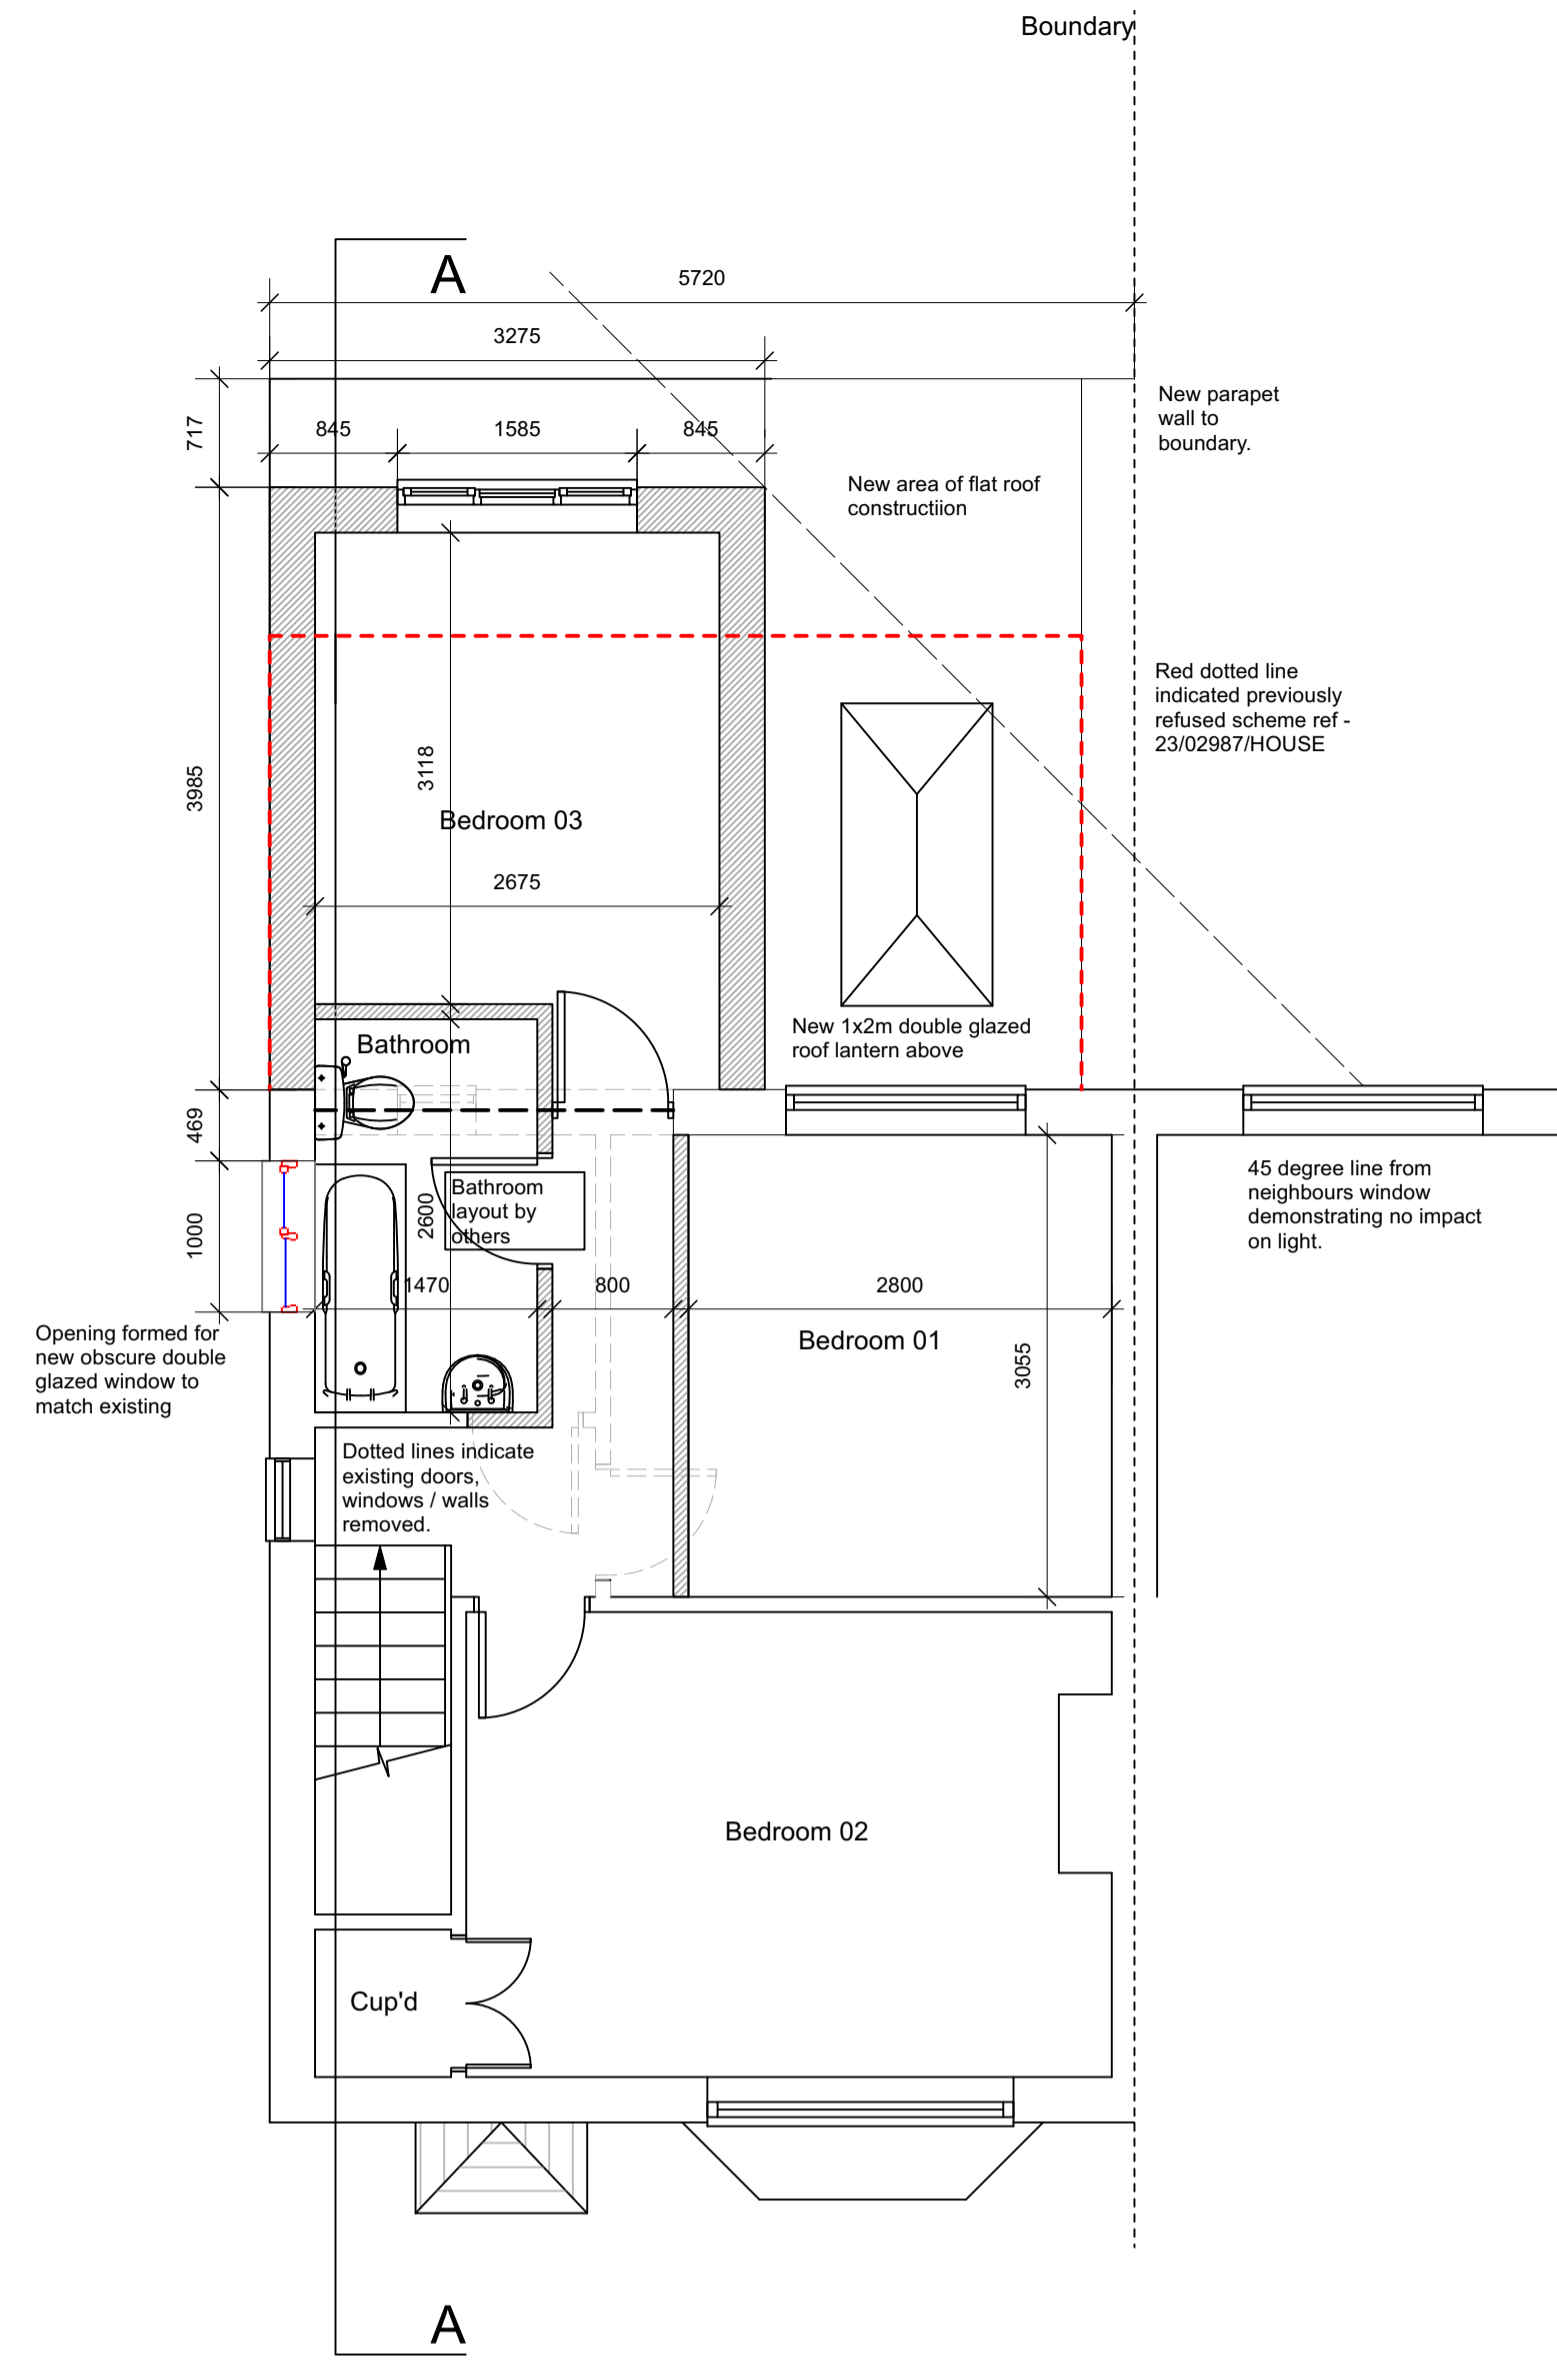 Boundary
A
5720
3275
717
845
1585
845
New parapet
wall to
boundary.
New area of flat roof
constructiion
Red dotted line
indicated previously
refused scheme ref -
23/02987/HOUSE
3985
3118
Bedroom 03
2675
New 1x2m double glazed
roof lantern above
Bathroom
469
1000
2600
Bathroom
layout by
others
45 degree line from
neighbours window
demonstrating no impact
on light.
1470
800
2800
Bedroom 01
3055
Opening formed for
new obscure double
glazed window to
match existing
Dotted lines indicate
existing doors,
windows / walls
removed.
Bedroom 02
Cup'd
A